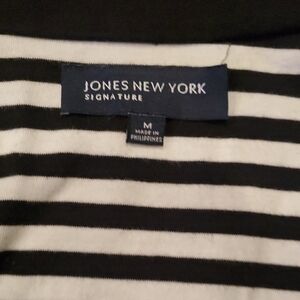 JONES NEW YORK
SIGNATURE
M
MADE IN
PHILIPPINES